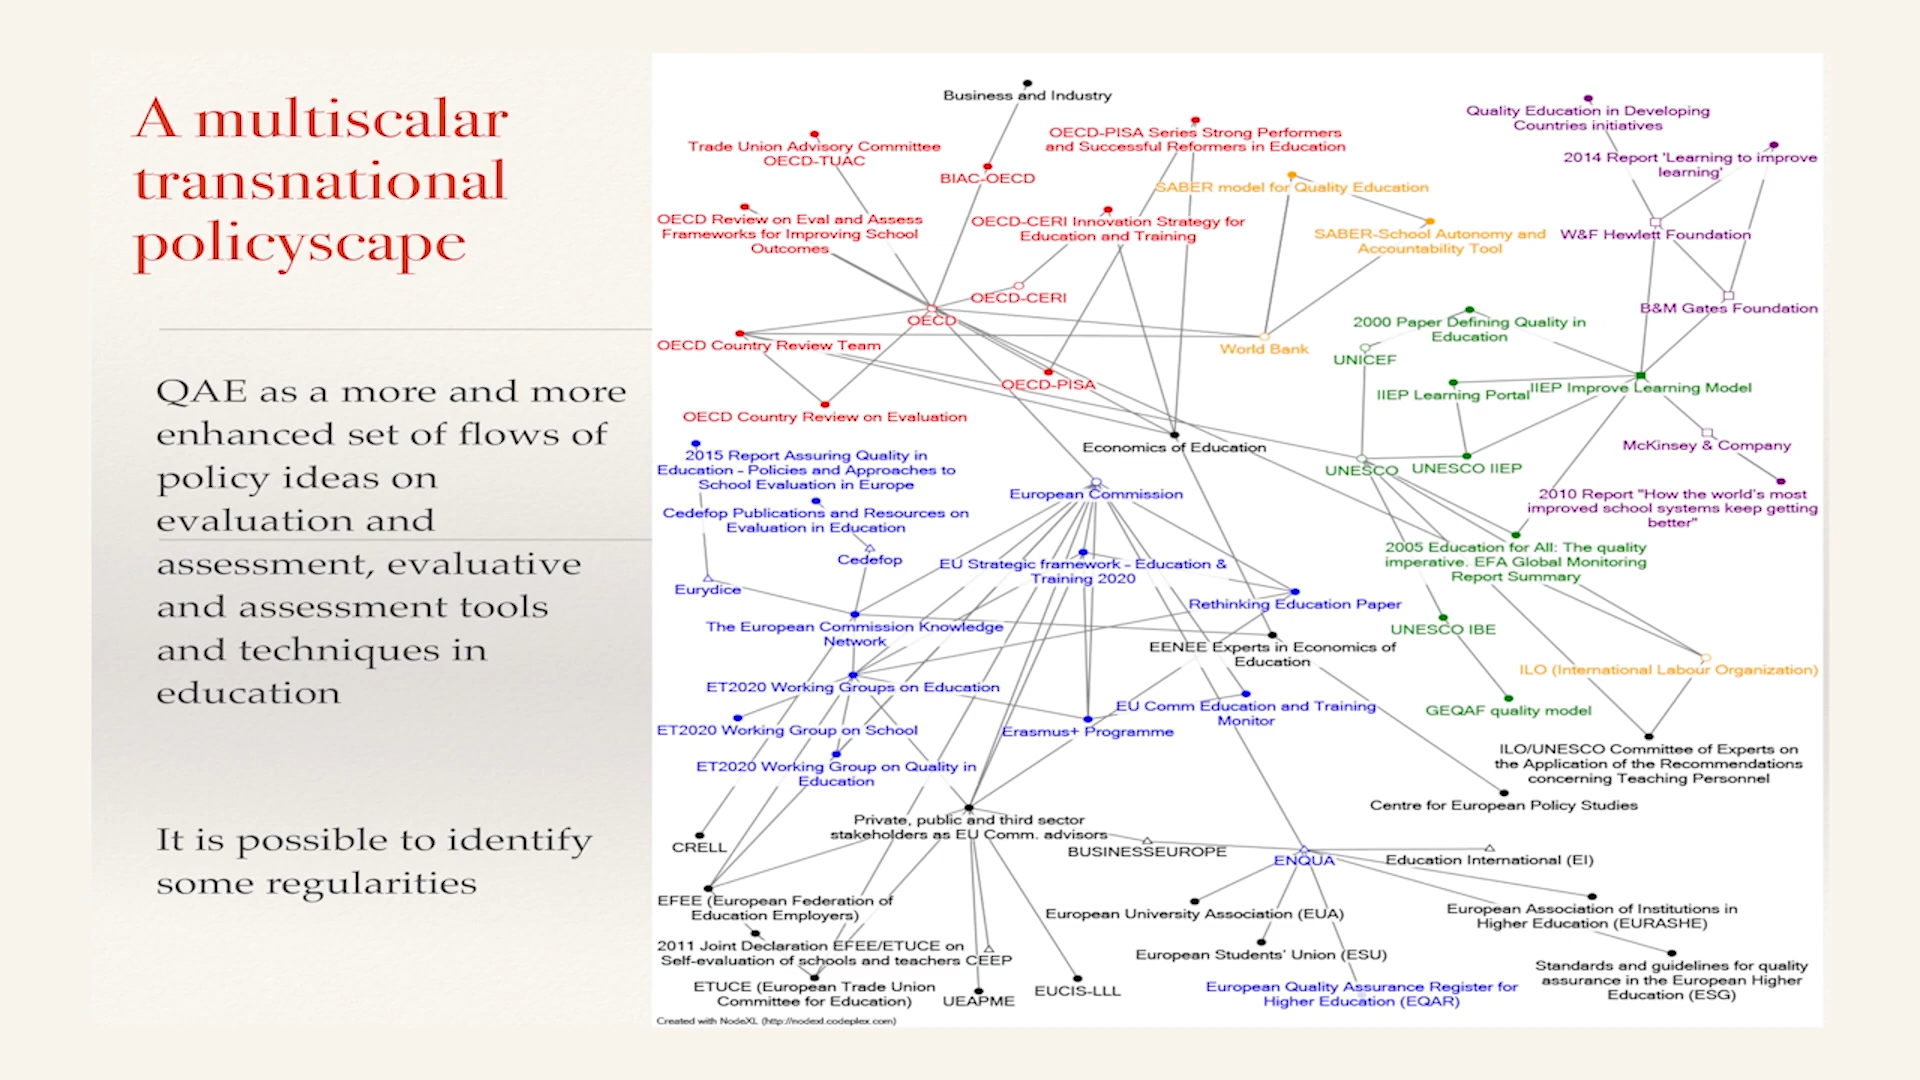 A multiscalar
transnational
policyscape
QAE as a more and more
enhanced set of flows of
policy ideas on
evaluation and
assessment, evaluative
and assessment tools
and techniques in
education
It is possible to identify
some regularities
Business and Industry
Trade Union Advisory Committee
OECD-TUAC
OECD-PISA Series Strong Performers
and Successful Reformers in Education
BIAC-OECD
SABER model for Quality Education
OECD Review on Eval and Assess
Frameworks for Improving School
Outcomes
OECD-CERI Innovation Strategy for
Education and Training
SABER-School Autonomy and
Accountability Tool
OECD-CERI
OECD
OECD Country Review Team
World Bank
OECD-PISA
OECD Country Review on Evaluation
Economics of Education
Quality Education in Developing
Countries initiatives
2014 Report 'Learning to improve
learning'
W&F Hewlett Foundation
B&M Gates Foundation
2000 Paper Defining Quality in
Education
UNICEF
IIEP Learning Portal
IIEP Improve Learning Model
McKinsey & Company
UNESCO
UNESCO IIEP
2010 Report "How the world's most
improved school systems keep getting
better"
2005 Education for All: The quality
imperative. EFA Global Monitoring
Report Summary
UNESCO IBE
ILO (International Labour Organization)
GEQAF quality model
ILO/UNESCO Committee of Experts on
the Application of the Recommendations
concerning Teaching Personnel
Centre for European Policy Studies
2015 Report Assuring Quality in
Education - Policies and Approaches to
School Evaluation in Europe
European Commission
Cedefop Publications and Resources on
Evaluation in Education
Cedefop
EU Strategic framework - Education &
Training 2020
Eurydice
Rethinking Education Paper
The European Commission Knowledge
Network
EENEE Experts in Economics of
Education
ET2020 Working Groups on Education
EU Comm Education and Training
Monitor
ET2020 Working Group on School
Erasmus+ Programme
ET2020 Working Group on Quality in
Education
Private, public and third sector
stakeholders as EU Comm. advisors
CRELL
BUSINESSEUROPE
ENQUA
Education International (EI)
EFEE (European Federation of
Education Employers)
European University Association (EUA)
European Association of Institutions in
Higher Education (EURASHE)
2011 Joint Declaration EFEE/ETUCE on
Self-evaluation of schools and teachers
CEEP
European Students' Union (ESU)
Standards and guidelines for quality
assurance in the European Higher
Education (ESG)
ETUCE (European Trade Union
Committee for Education)
UEAPME
EUCIS-LLL
European Quality Assurance Register for
Higher Education (EQAR)
Created with NodeXL (http://nodexl.codeplex.com)